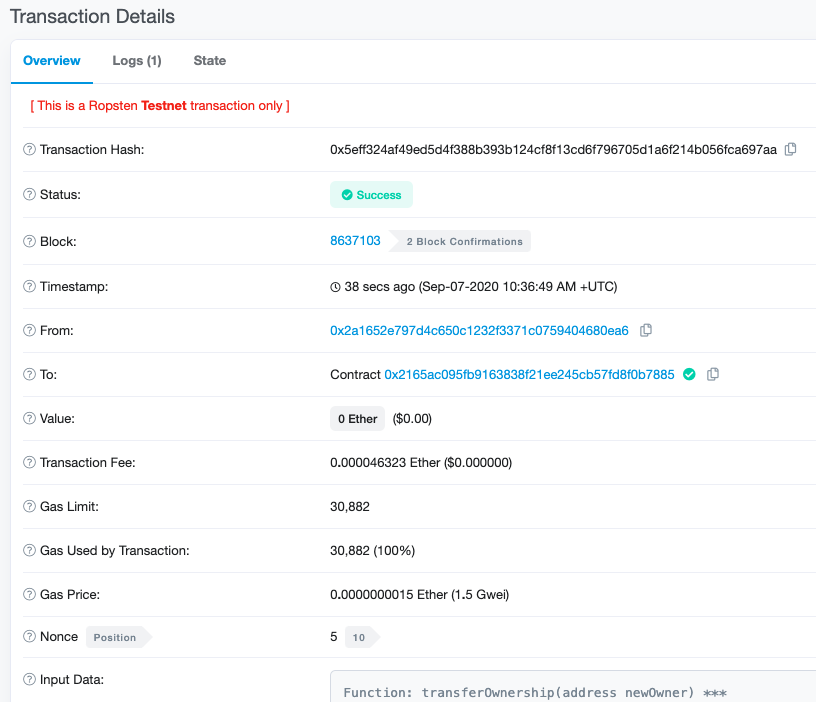 Transaction Details
Overview Logs (1) State
[ This is a Ropsten Testnet transaction only ]
Transaction Hash: 0x5eff324af49ed5d4f388b393b124cf8f13cd6f796705d1a6f214b056fca697aa
Status: Success
Block: 8637103 2 Block Confirmations
Timestamp: 38 secs ago (Sep-07-2020 10:36:49 AM +UTC)
From: 0x2a1652e797d4c650c1232f3371c0759404680ea6
To: Contract 0x2165ac095fb9163838f21ee245cb57fd8f0b7885
Value: 0 Ether ($0.00)
Transaction Fee: 0.000046323 Ether ($0.000000)
Gas Limit: 30,882
Gas Used by Transaction: 30,882 (100%)
Gas Price: 0.0000000015 Ether (1.5 Gwei)
Nonce Position 5 10
Input Data: Function: transferOwnership(address newOwner) ***